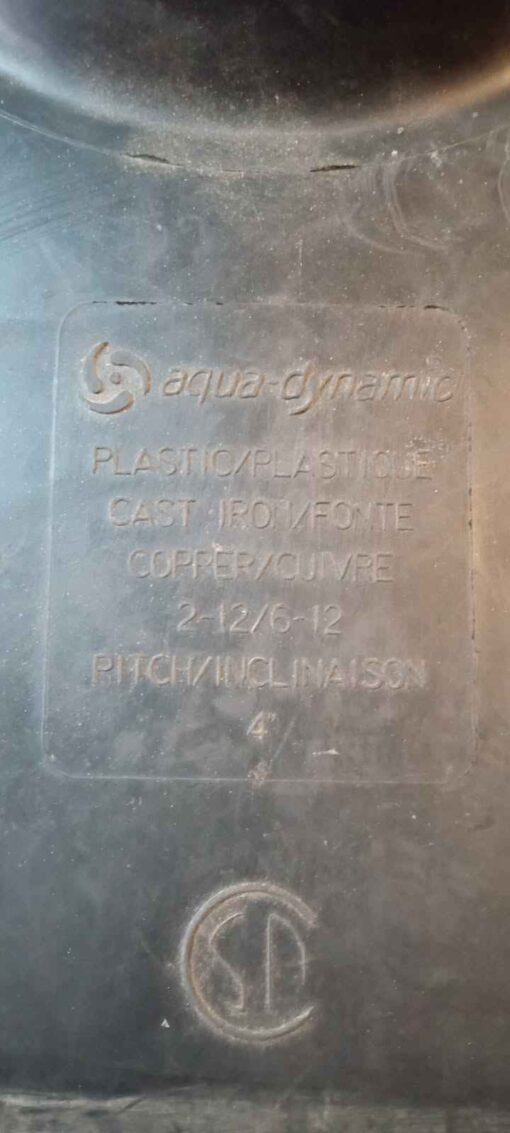 aqua-dynamic
PLASTIC/PLASTIQUE
CAST IRON/FONTE
COPPER/CUIVRE
2-12/6-12
PITCH/INCLINAISON
4"
CSA